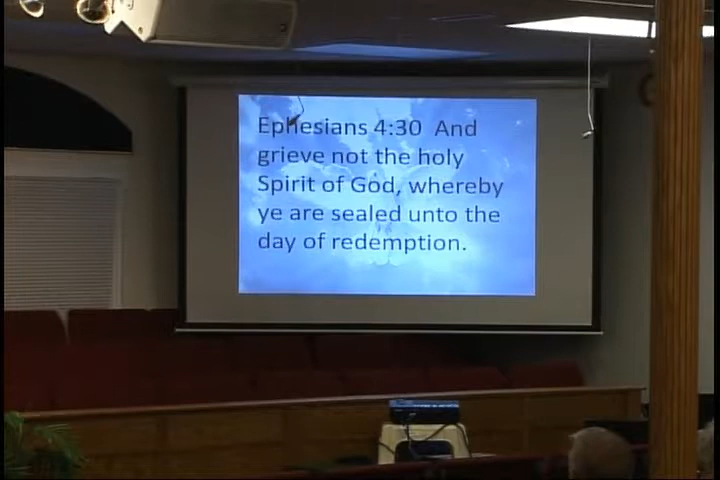 Ephesians 4:30 And
grieve not the holy
Spirit of God, whereby
ye are sealed unto the
day of redemption.